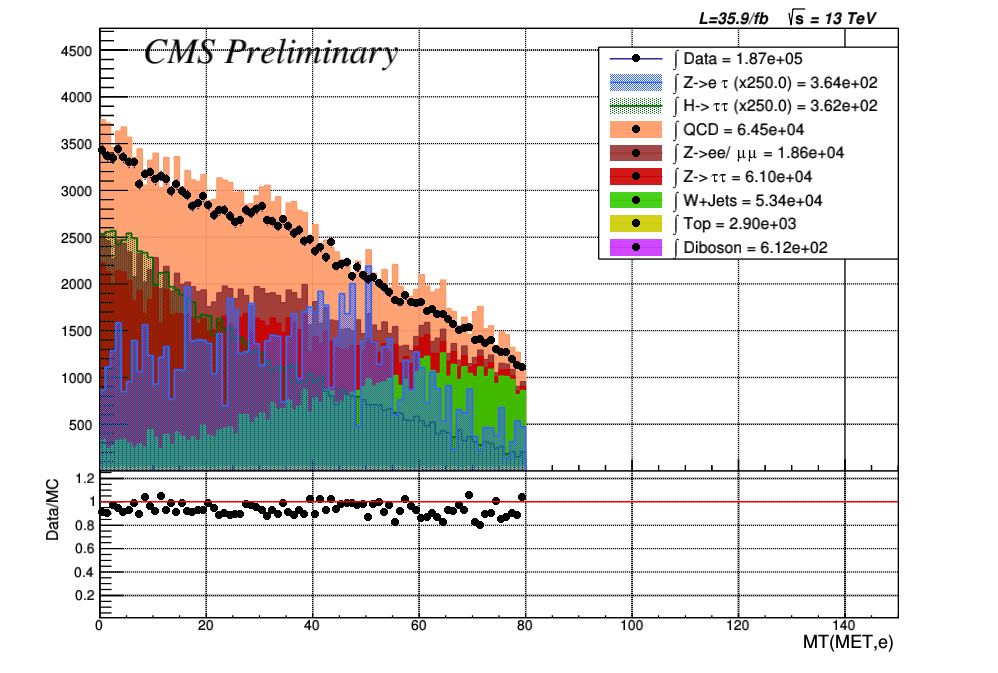 L=35.9/fb √s = 13 TeV
CMS Preliminary
4500
4000
3500
3000
2500
2000
1500
1000
500
∫ Data = 1.87e+05
∫ Z->e τ (x250.0) = 3.64e+02
∫ H-> ττ (x250.0) = 3.62e+02
∫ QCD = 6.45e+04
∫ Z->ee/ μμ = 1.86e+04
∫ Z-> ττ = 6.10e+04
∫ W+Jets = 5.34e+04
∫ Top = 2.90e+03
∫ Diboson = 6.12e+02
Data/MC
1.2
1
0.8
0.6
0.4
0.2
0 20 40 60 80 100 120 140
MT(MET,e)